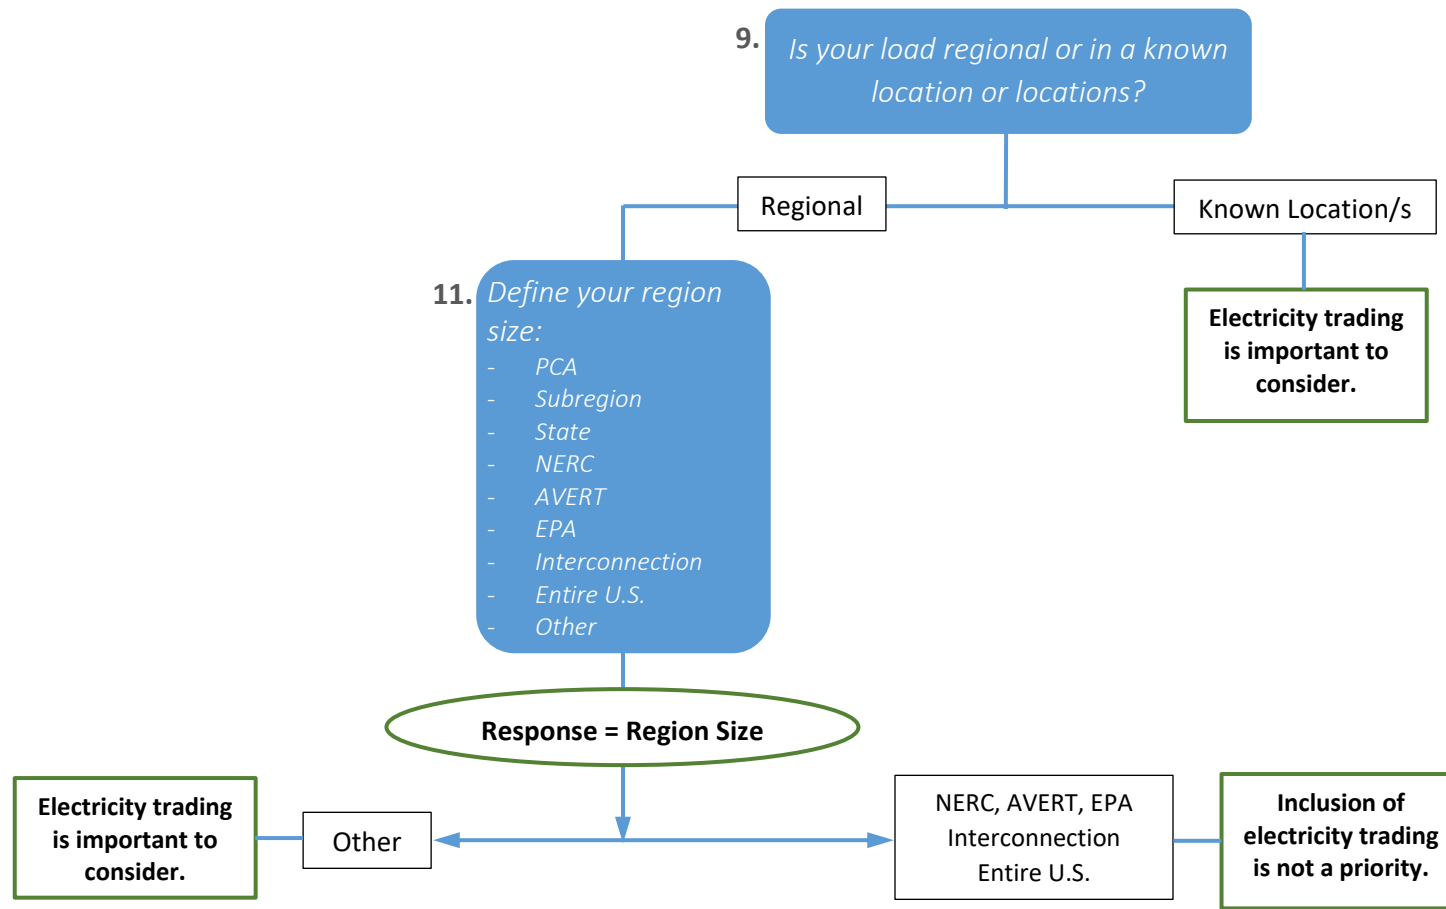 9.
Is your load regional or in a known
location or locations?
Regional
Known Location/s
11.
Define your region
size:
- PCA
- Subregion
- State
- NERC
- AVERT
- EPA
- Interconnection
- Entire U.S.
- Other
Electricity trading
is important to
consider.
Response = Region Size
Electricity trading
is important to
consider.
Other
NERC, AVERT, EPA
Interconnection
Entire U.S.
Inclusion of
electricity trading
is not a priority.